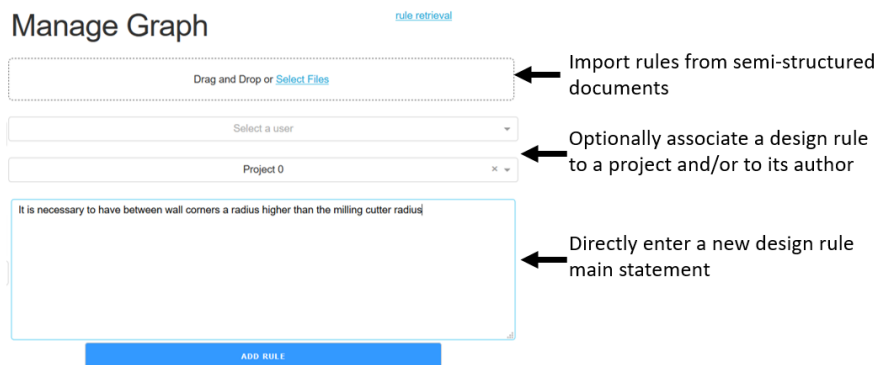 Manage Graph
rule retrieval
Drag and Drop or Select Files
Import rules from semi-structured
documents
Select a user
Project 0
Optionally associate a design rule
to a project and/or to its author
It is necessary to have between wall corners a radius higher than the milling cutter radius
Directly enter a new design rule
main statement
ADD RULE